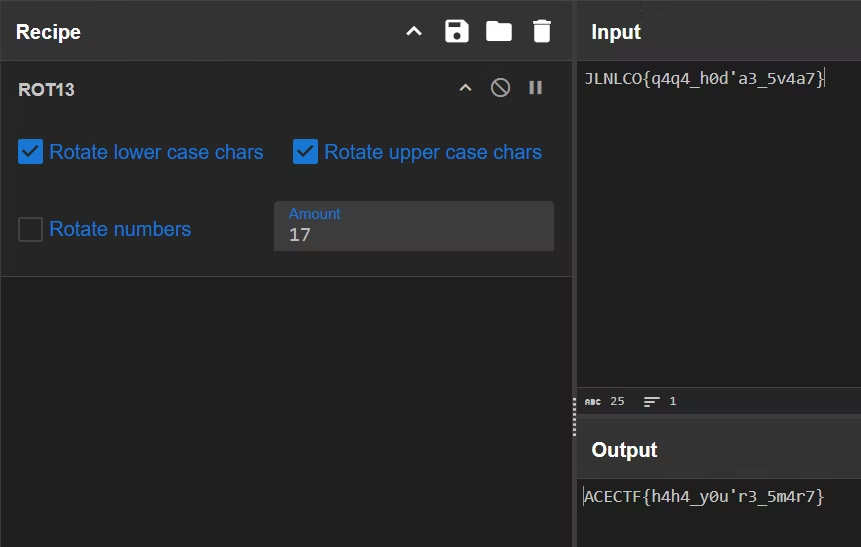 Recipe
ROT13
Rotate lower case chars
Rotate upper case chars
Rotate numbers
Amount
17
Input
JLNLCO{q4q4_h0d'a3_5v4a7}
ABC 25 1
Output
ACECTF{h4h4_y0u'r3_5m4r7}